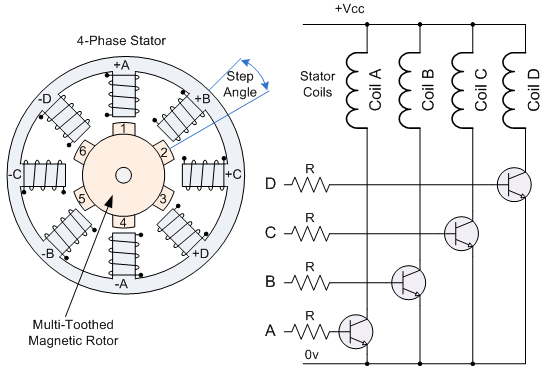 4-Phase Stator
+A
-D
+B
Step
Angle
1
6
2
-C
+C
5
3
4
-B
+D
-A
Multi-Toothed
Magnetic Rotor
+Vcc
Stator
Coils
Coil A
Coil B
Coil C
Coil D
R
D
R
C
R
B
R
A
0v